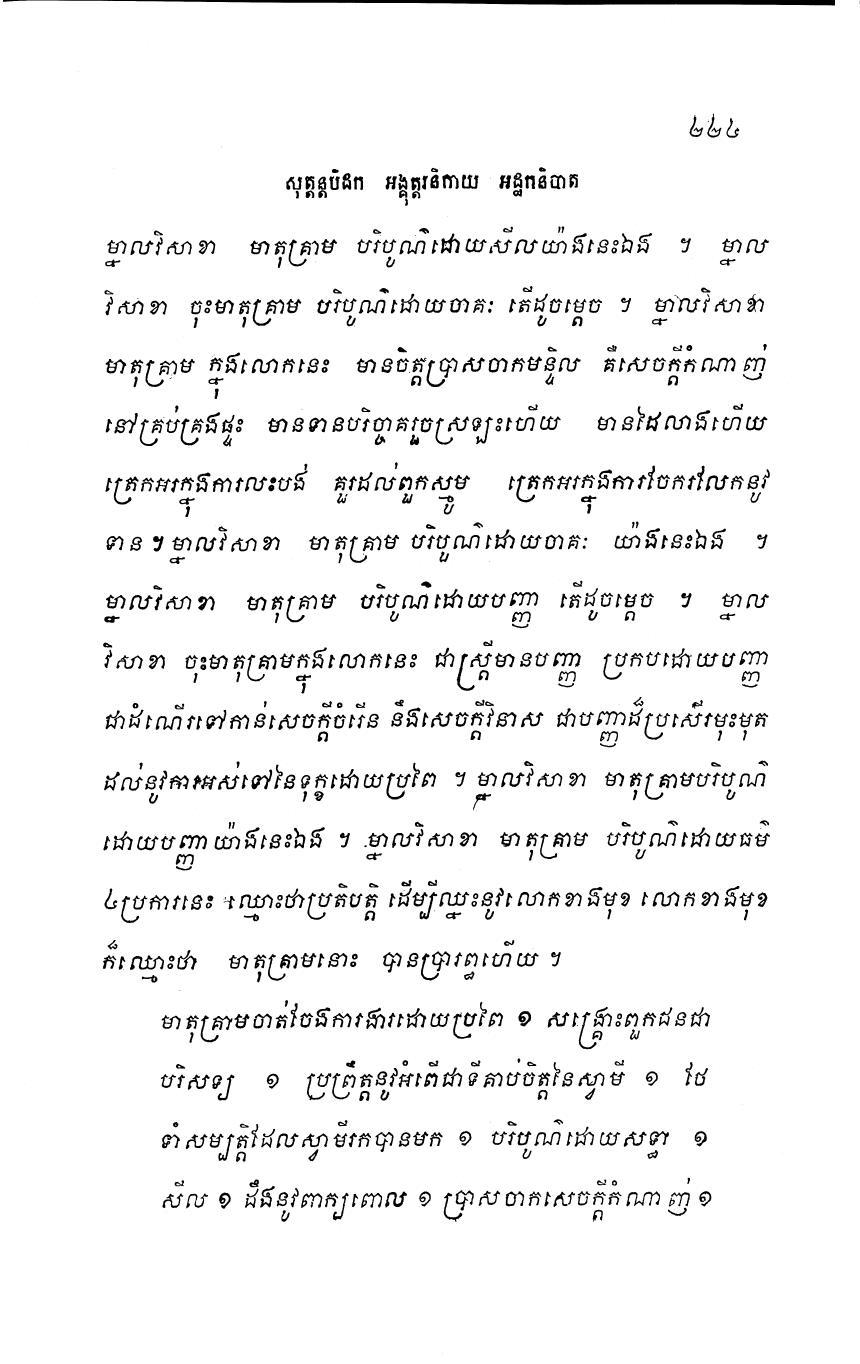 ២២៤
សុត្តន្តបិដក អង្គុត្តរនិកាយ អដ្ឋកនិបាត
ម្នាលវិសាខា មាតុគ្រាម បរិបូណ៌ដោយសីលយ៉ាងនេះឯង ។ ម្នាល
វិសាខា ចុះមាតុគ្រាម បរិបូណ៌ដោយចាគៈ តើដូចម្តេច ។ ម្នាលវិសាខា
មាតុគ្រាម ក្នុងលោកនេះ មានចិត្តប្រាសចាកមន្ទិល គឺសេចក្តីកំណាញ់
នៅគ្រប់គ្រងផ្ទះ មានទានបរិច្ចាគរួចស្រឡះហើយ មានដៃលាងហើយ
ត្រេកអរក្នុងការលះបង់ គួរដល់ពួកស្មូម ត្រេកអរក្នុងការចែករលែកនូវ
ទាន ។ ម្នាលវិសាខា មាតុគ្រាម បរិបូណ៌ដោយចាគៈ យ៉ាងនេះឯង ។
ម្នាលវិសាខា មាតុគ្រាម បរិបូណ៌ដោយបញ្ញា តើដូចម្តេច ។ ម្នាល
វិសាខា ចុះមាតុគ្រាមក្នុងលោកនេះ ជាស្ត្រីមានបញ្ញា ប្រកបដោយបញ្ញា
ជាដំណើរទៅកាន់សេចក្តីចំរើន នឹងសេចក្តីវិនាស ជាបញ្ញាដ៏ប្រសើរមុះមុត
ដល់នូវការអស់ទៅនៃទុក្ខដោយប្រពៃ ។ ម្នាលវិសាខា មាតុគ្រាមបរិបូណ៌
ដោយបញ្ញាយ៉ាងនេះឯង ។ ម្នាលវិសាខា មាតុគ្រាម បរិបូណ៌ដោយធម៌
៤ប្រការនេះ ឈ្មោះថាប្រតិបត្តិ ដើម្បីឈ្នះនូវលោកខាងមុខ លោកខាងមុខ
ក៏ឈ្មោះថា មាតុគ្រាមនោះ បានប្រារព្ធហើយ ។
មាតុគ្រាមចាត់ចែងការងារដោយប្រពៃ ១ សង្គ្រោះពួកជនជា
បរិសទ្យ ១ ប្រព្រឹត្តនូវអំពើជាទីគាប់ចិត្តនៃស្វាមី ១ ថែ
ទាំសម្បត្តិដែលស្វាមីរកបានមក ១ បរិបូណ៌ដោយសទ្ធា ១
សីល ១ ដឹងនូវពាក្យពោល ១ ប្រាសចាកសេចក្តីកំណាញ់ ១